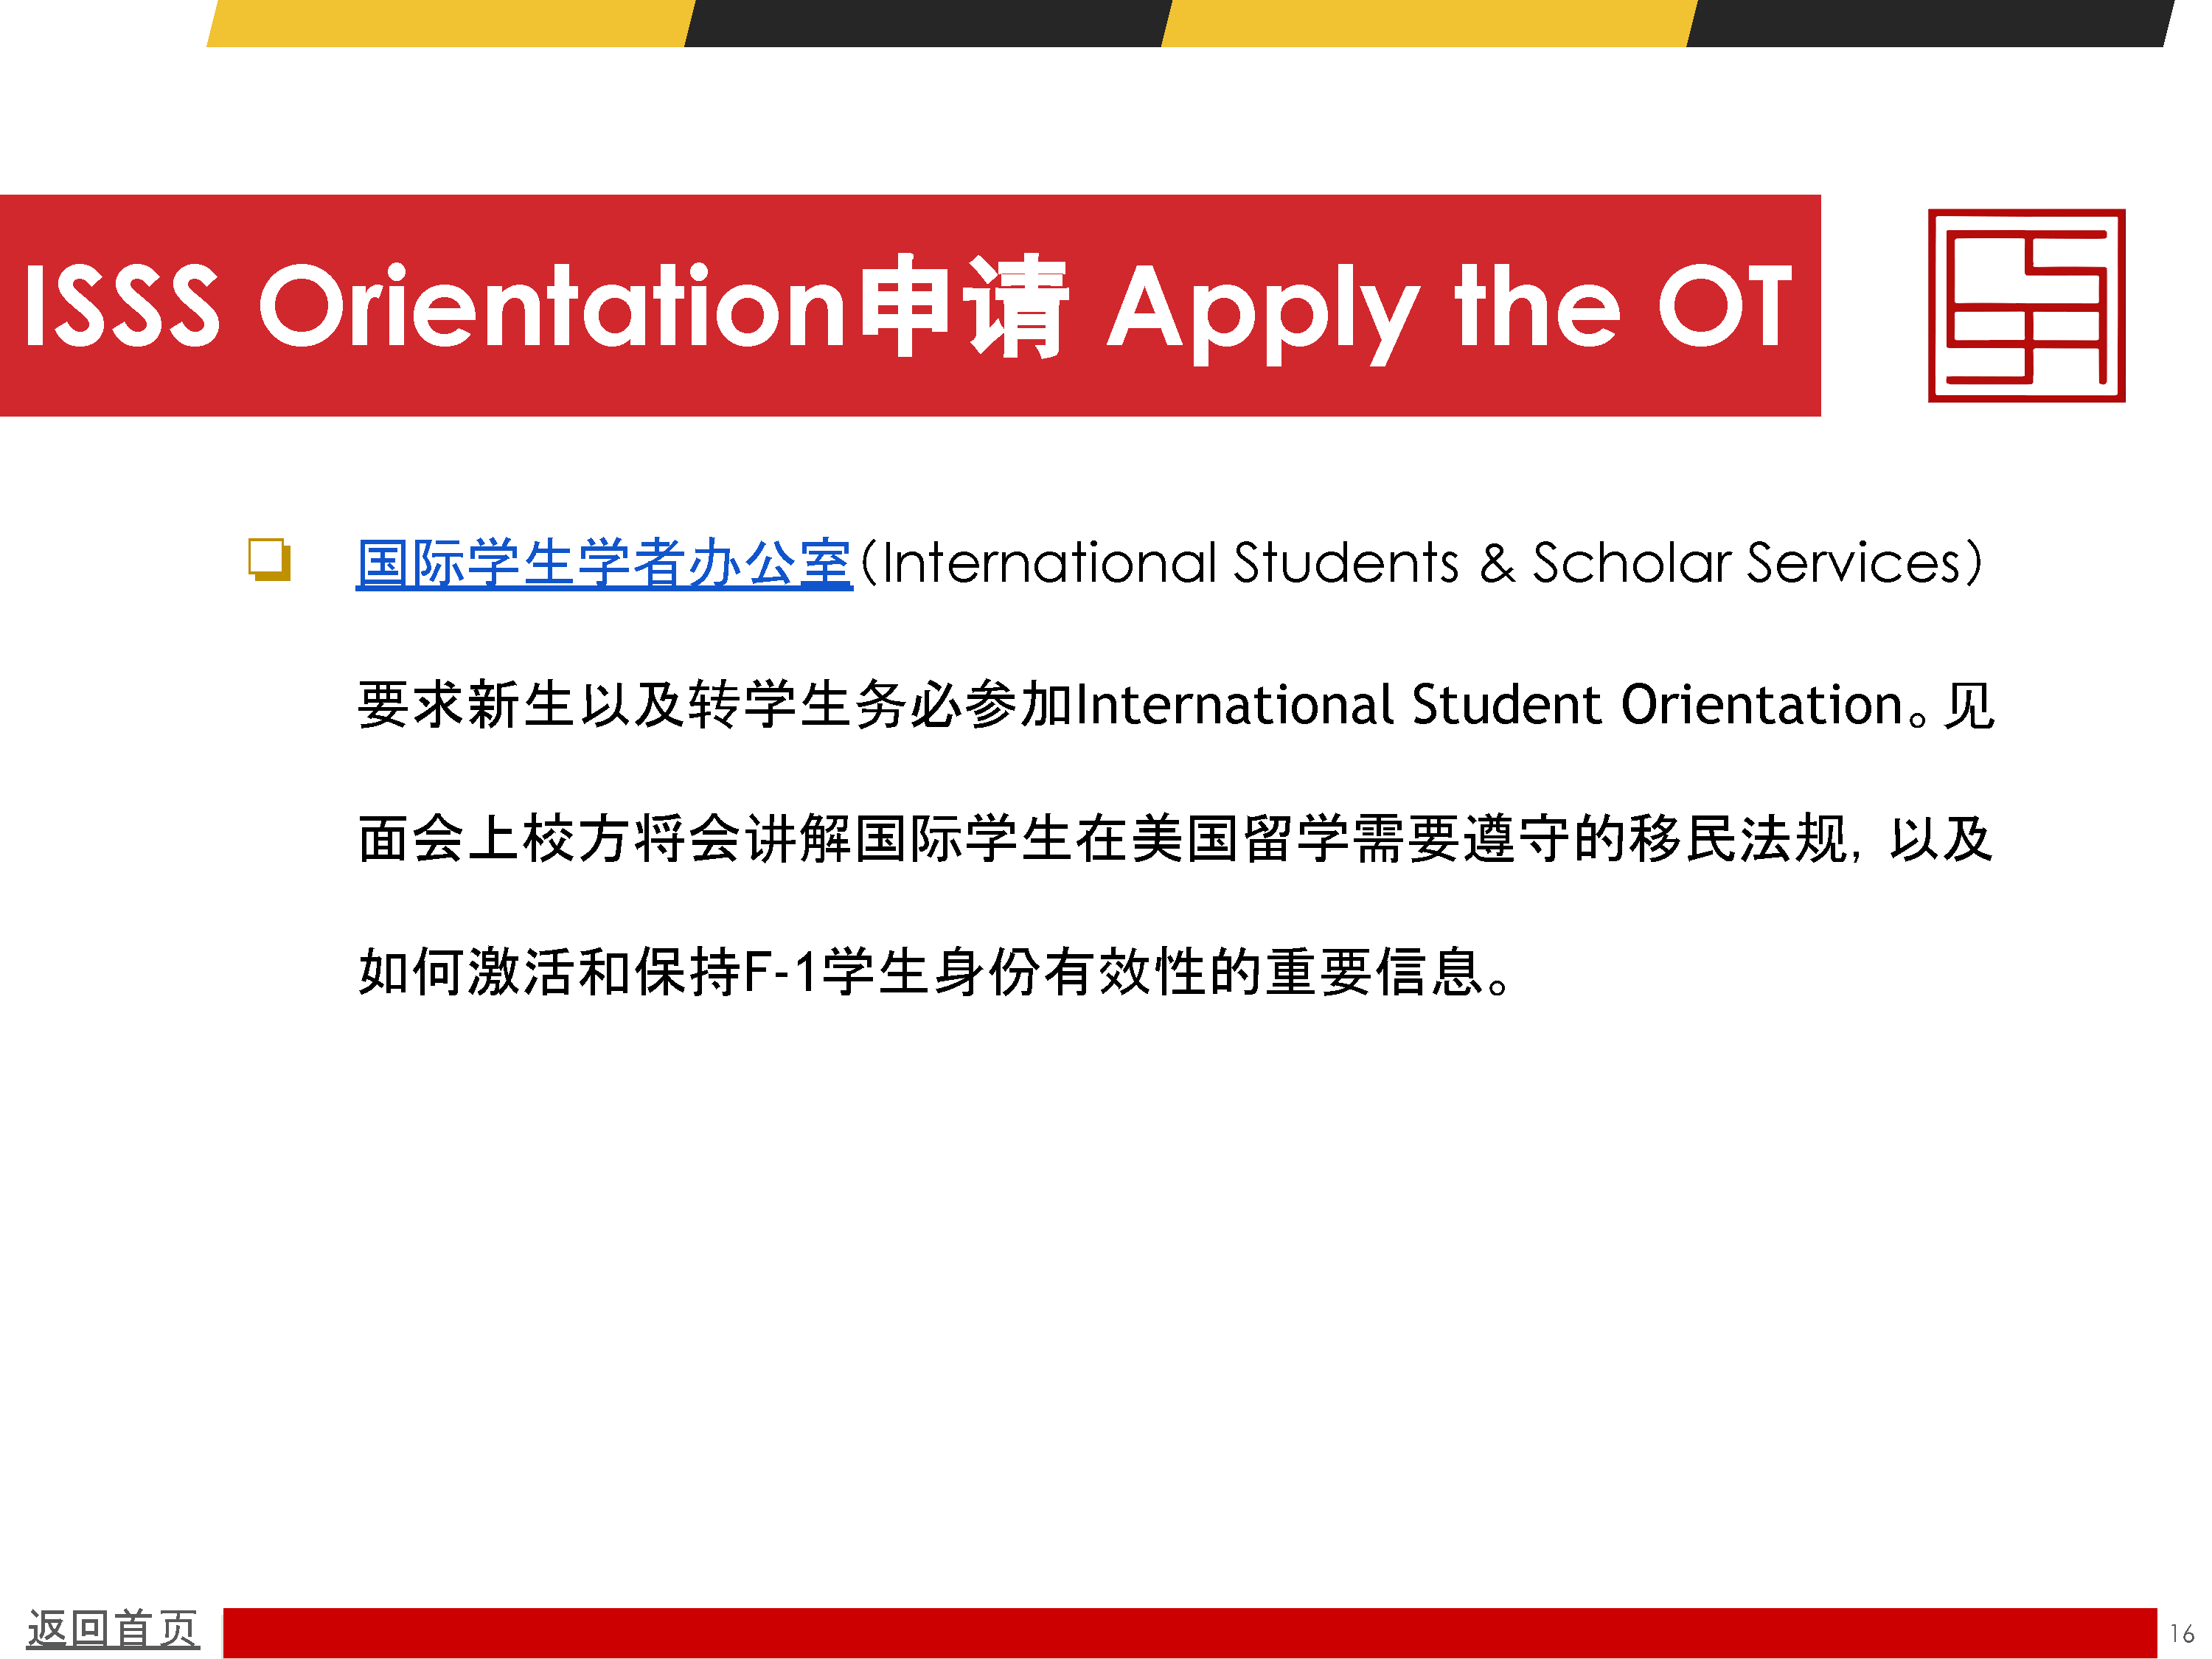 ISSS Orientation申请 Apply the OT
国际学生学者办公室（International Students & Scholar Services）
要求新生以及转学生务必参加International Student Orientation。见
面会上校方将会讲解国际学生在美国留学需要遵守的移民法规，以及
如何激活和保持F-1学生身份有效性的重要信息。
返回首页
16